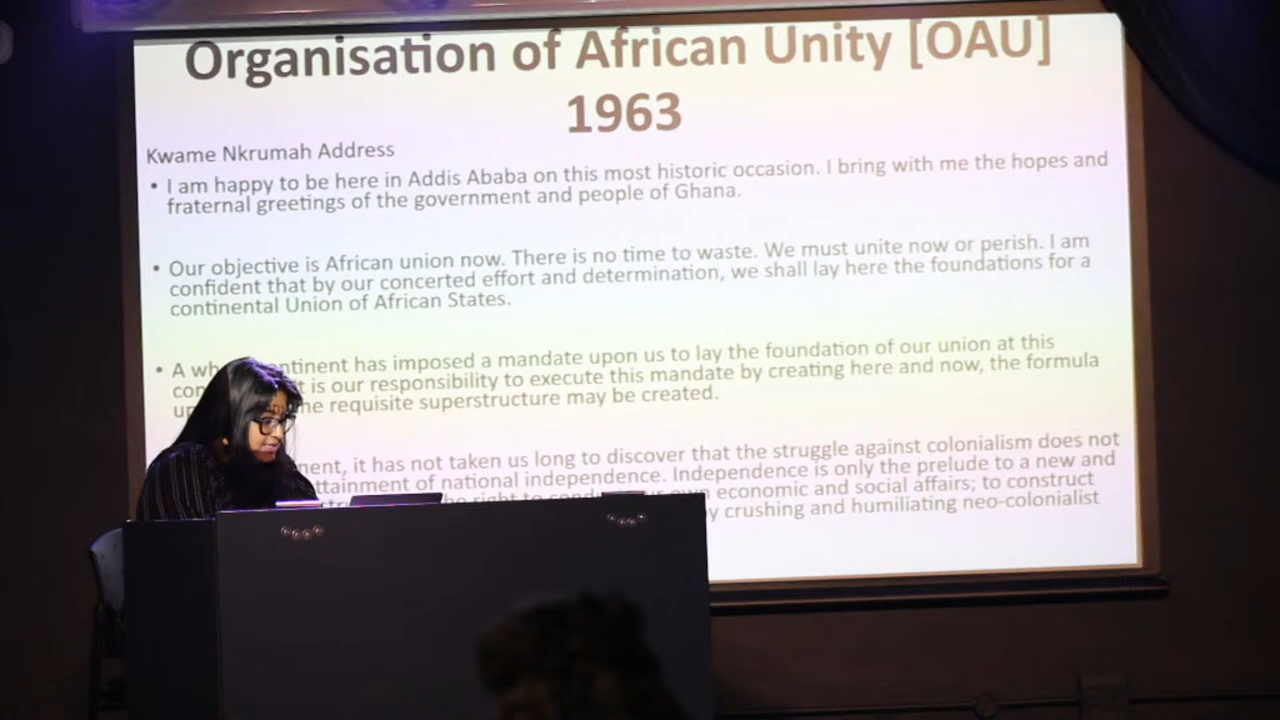 Organisation of African Unity [OAU]
1963
Kwame Nkrumah Address
• I am happy to be here in Addis Ababa on this most historic occasion. I bring with me the hopes and
fraternal greetings of the government and people of Ghana.
• Our objective is African union now. There is no time to waste. We must unite now or perish. I am
confident that by our concerted effort and determination, we shall lay here the foundations for a
continental Union of African States.
• A has imposed a mandate upon us to lay the foundation of our union at this
is our responsibility to execute this mandate by creating here and now, the formula
requisite superstructure may be created.
it has not taken us long to discover that the struggle against colonialism does not
of national independence. Independence is only the prelude to a new and
right to economic and social affairs; to construct
crushing and humiliating neo-colonialist